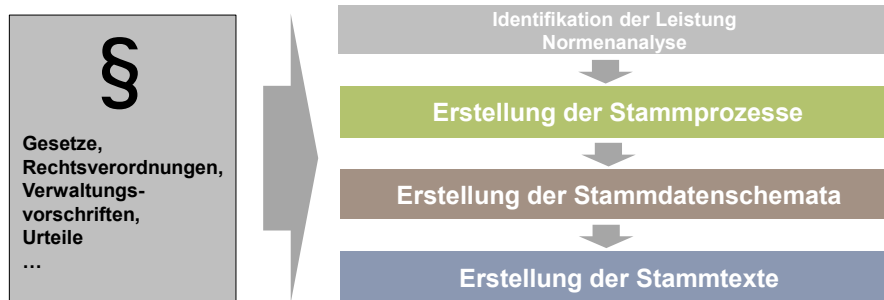 §
Gesetze,
Rechtsverordnungen,
Verwaltungs-
vorschriften,
Urteile
…
Identifikation der Leistung
Normenanalyse
Erstellung der Stammprozesse
Erstellung der Stammdatenschemata
Erstellung der Stammtexte